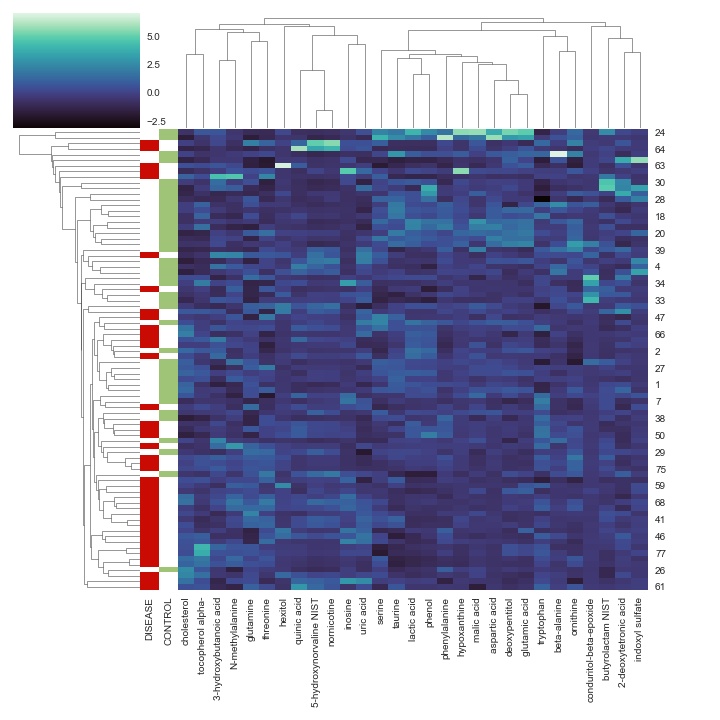 5.0
2.5
0.0
−2.5
24
64
63
30
28
18
20
39
4
34
33
47
66
2
27
1
7
38
50
29
75
59
68
41
46
77
26
61
DISEASE
CONTROL
cholesterol
tocopherol alpha-
3-hydroxybutanoic acid
N-methylalanine
glutamine
threonine
hexitol
quinic acid
5-hydroxynorvaline NIST
nornicotine
inosine
uric acid
serine
taurine
lactic acid
phenol
phenylalanine
hypoxanthine
malic acid
aspartic acid
deoxypentitol
glutamic acid
tryptophan
beta-alanine
ornithine
conduritol-beta-epoxide
butyrolactam NIST
2-deoxytetronic acid
indoxyl sulfate